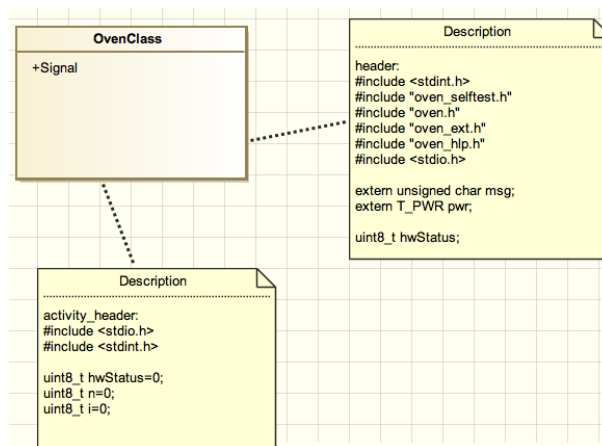 OvenClass
+Signal
Description
header:
#include <stdint.h>
#include "oven_selftest.h"
#include "oven.h"
#include "oven_ext.h"
#include "oven_hlp.h"
#include <stdio.h>
extern unsigned char msg;
extern T_PWR pwr;
uint8_t hwStatus;
Description
activity_header:
#include <stdio.h>
#include <stdint.h>
uint8_t hwStatus=0;
uint8_t n=0;
uint8_t i=0;